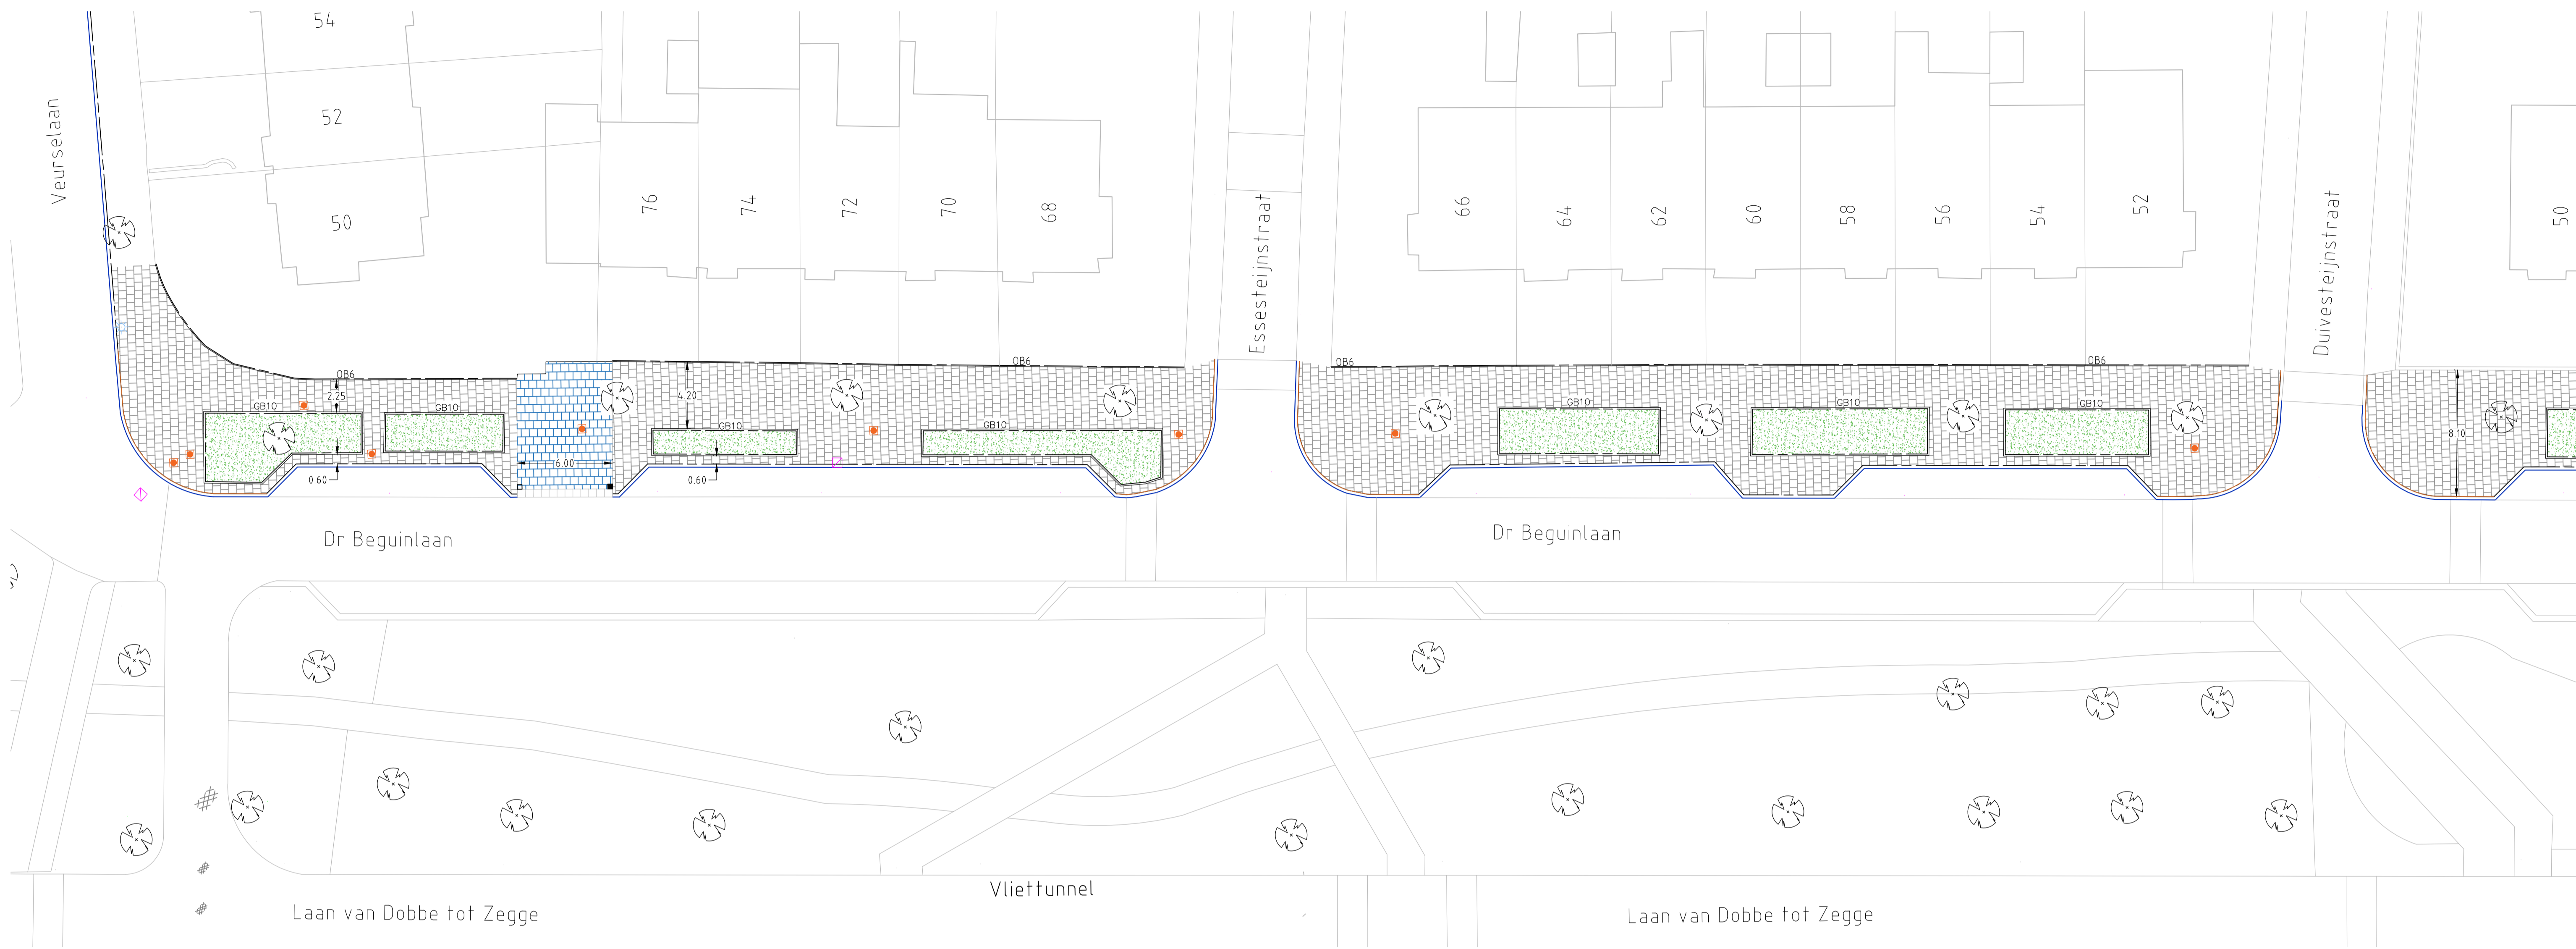 54
52
50
Veurselaan
76
74
72
70
68
Essesteijnstraat
66
64
62
60
58
56
54
52
Duivesteijnstraat
50
OB6
OB6
OB6
OB6
2.25
4.20
GB10
GB10
GB10
GB10
GB10
GB10
GB10
8.10
6.00
0.60
0.60
Dr Beguinlaan
Dr Beguinlaan
Vliettunnel
Laan van Dobbe tot Zegge
Laan van Dobbe tot Zegge